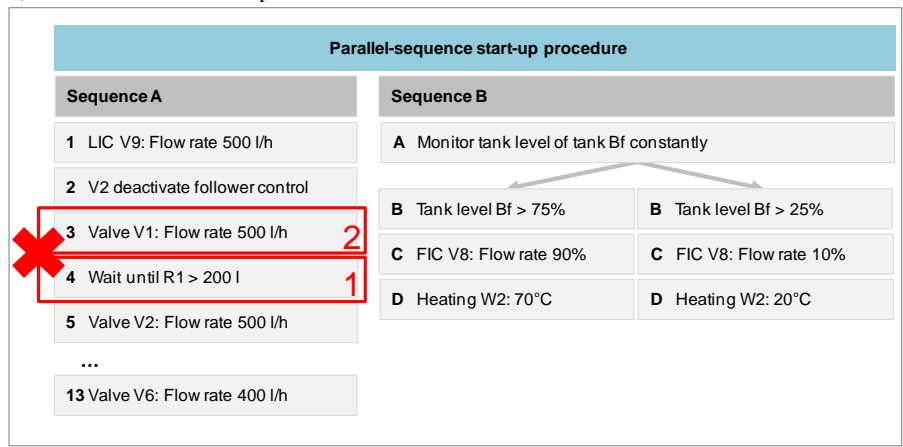 Parallel-sequence start-up procedure
Sequence A
1 LIC V9: Flow rate 500 l/h
2 V2 deactivate follower control
3 Valve V1: Flow rate 500 l/h 2
4 Wait until R1 > 200 l 1
5 Valve V2: Flow rate 500 l/h
...
13 Valve V6: Flow rate 400 l/h
Sequence B
A Monitor tank level of tank Bf constantly
B Tank level Bf > 75%
C FIC V8: Flow rate 90%
D Heating W2: 70°C
B Tank level Bf > 25%
C FIC V8: Flow rate 10%
D Heating W2: 20°C